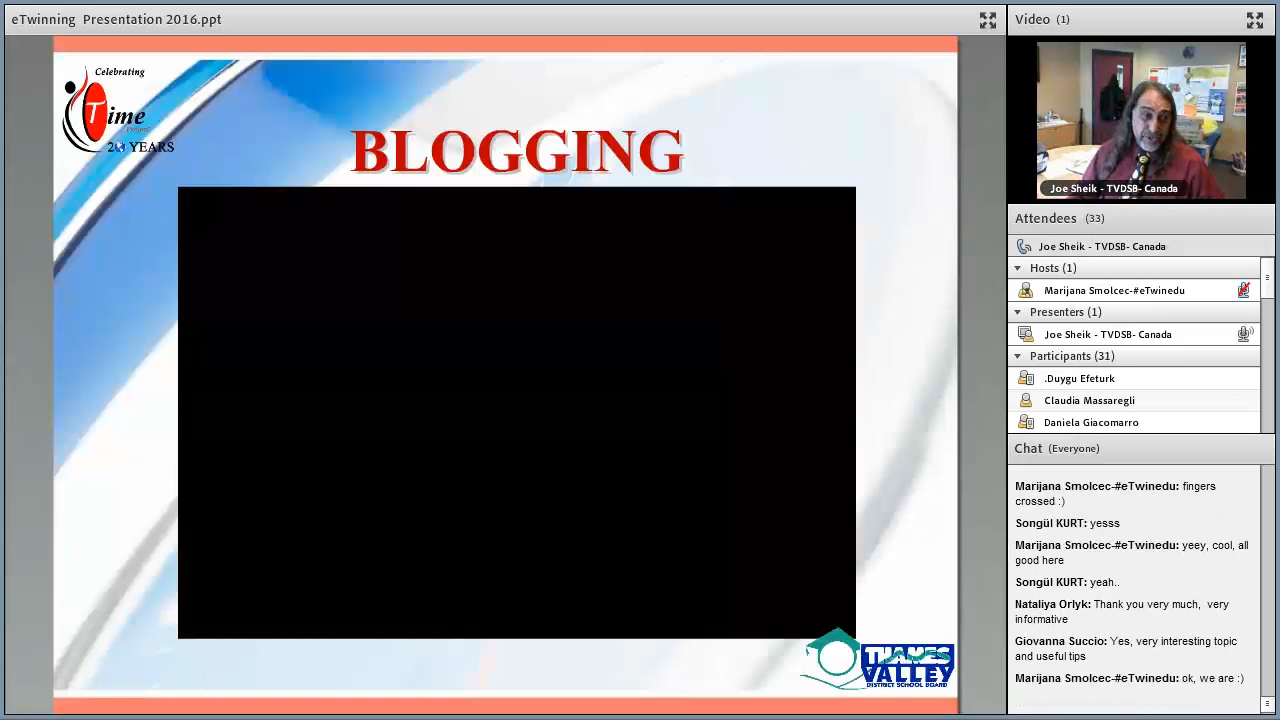 eTwinning Presentation 2016.ppt
Celebrating
Time
20 YEARS
BLOGGING
THAMES
VALLEY
DISTRICT SCHOOL BOARD
Video (1)
Joe Sheik - TVDSB- Canada
Attendees (33)
Joe Sheik - TVDSB- Canada
Hosts (1)
Marijana Smolcec-#eTwinedu
Presenters (1)
Joe Sheik - TVDSB- Canada
Participants (31)
.Duygu Efeturk
Claudia Massaregli
Daniela Giacomarro
Chat (Everyone)
Marijana Smolcec-#eTwinedu: fingers
crossed :)
Songül KURT: yesss
Marijana Smolcec-#eTwinedu: yeey, cool, all
good here
Songül KURT: yeah..
Nataliya Orlyk: Thank you very much, very
informative
Giovanna Succio: Yes, very interesting topic
and useful tips
Marijana Smolcec-#eTwinedu: ok, we are :)